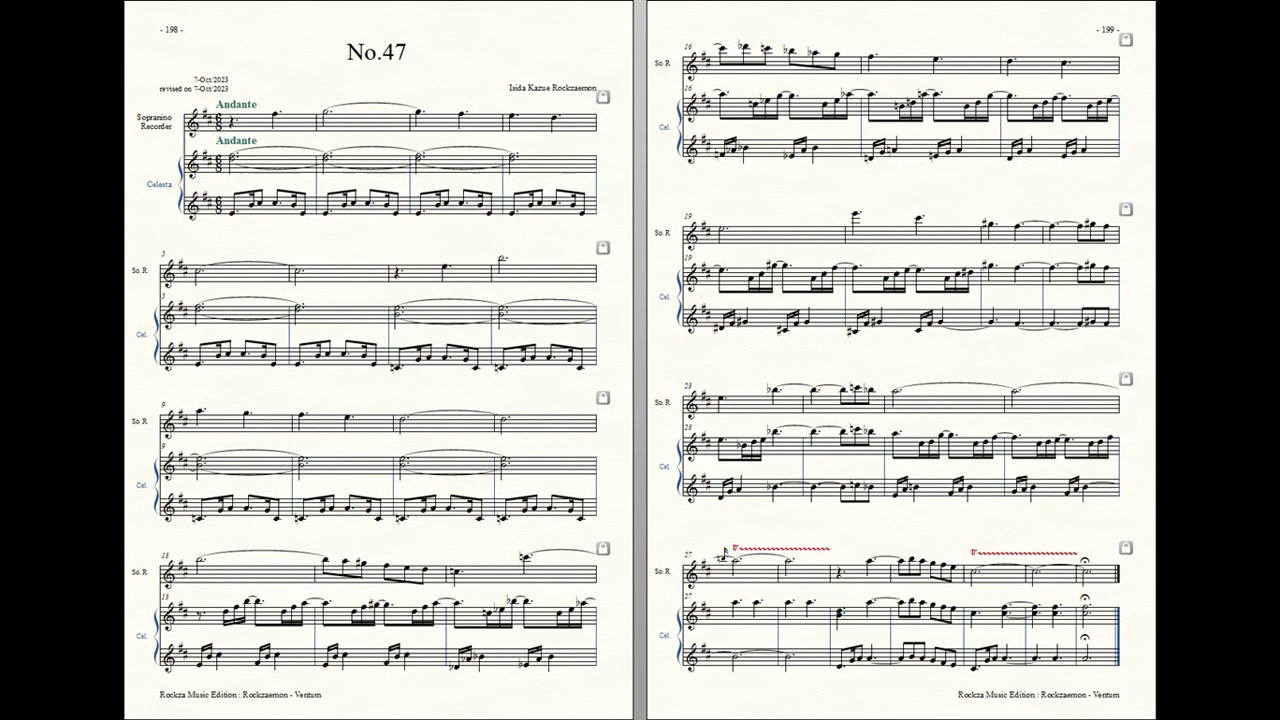 - 198 -
No.47
7-Oct/2023
revised on 7-Oct/2023
Isida Kazue Rockzaemon
Andante
Sopranino
Recorder
Andante
Celesta
5
So. R
5
Cel.
9
So. R
9
Cel.
13
So. R
13
Cel.
Rockza Music Edition : Rockzaemon - Ventum
- 199 -
16
So. R
16
Cel.
19
So. R
19
Cel.
23
So. R
23
Cel.
27
tr
tr
So. R
27
Cel.
Rockza Music Edition : Rockzaemon - Ventum